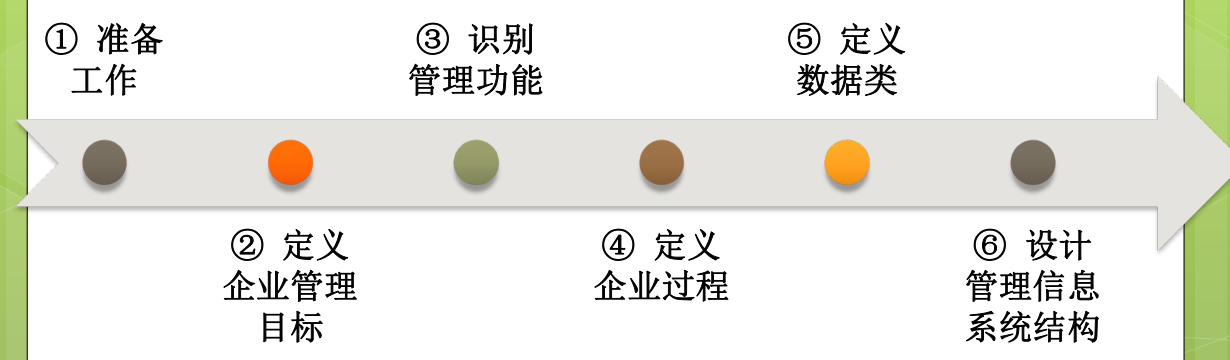 ① 准备
工作
② 定义
企业管理
目标
③ 识别
管理功能
④ 定义
企业过程
⑤ 定义
数据类
⑥ 设计
管理信息
系统结构